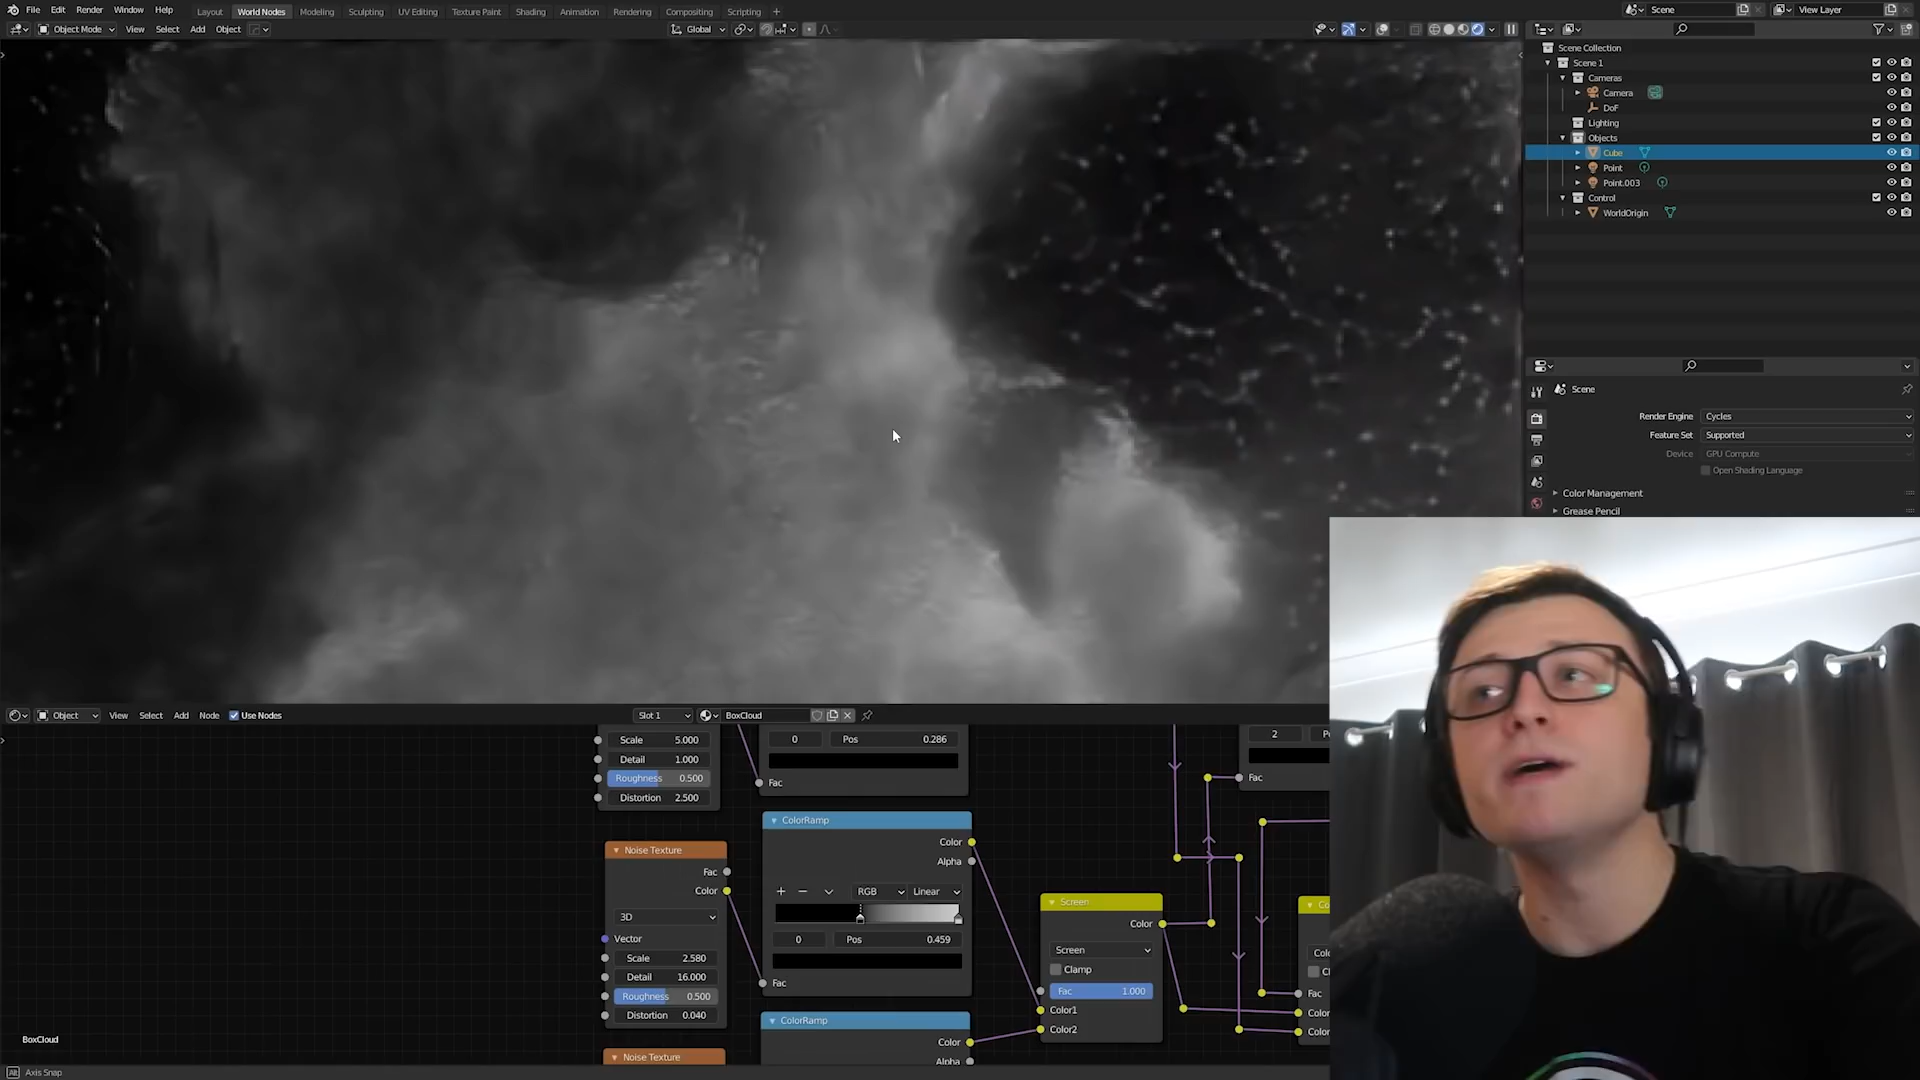 File Edit Render Window Help Layout World Nodes Modeling Sculpting UV Editing Texture Paint Shading Animation Rendering Compositing Scripting + Scene View Layer
Object Mode View Select Add Object Global
Scene Collection
Scene 1
Cameras
Camera
DoF
Lighting
Objects
Cube
Point
Point.003
Control
WorldOrigin
Scene
Render Engine Cycles
Feature Set Supported
Device GPU Compute
Open Shading Language
Color Management
Grease Pencil
Object View Select Add Node Use Nodes Slot 1 BoxCloud
Scale 5.000
Detail 1.000
Roughness 0.500
Distortion 2.500
0 Pos 0.286
Fac
2 P
Fac
ColorRamp
Color
Alpha
RGB Linear
0 Pos 0.459
Fac
Noise Texture
Fac
Color
3D
Vector
Scale 2.580
Detail 16.000
Roughness 0.500
Distortion 0.040
Screen
Color
Screen
Clamp
Fac 1.000
Color1
Color2
Co
Colo
Cl
Fac
Color
Color
ColorRamp
Color
Alpha
Noise Texture
BoxCloud
Alt Axis Snap